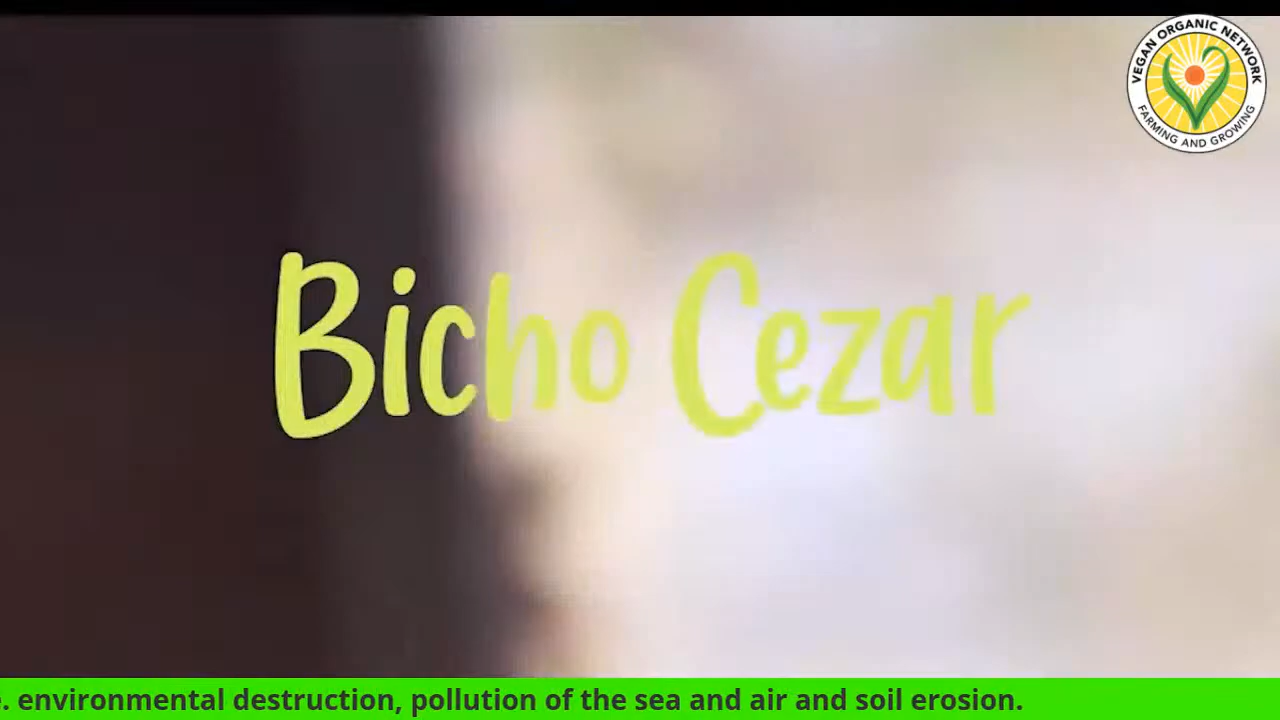 VEGAN ORGANIC NETWORK
FARMING AND GROWING
Bicho Cezar
. environmental destruction, pollution of the sea and air and soil erosion.